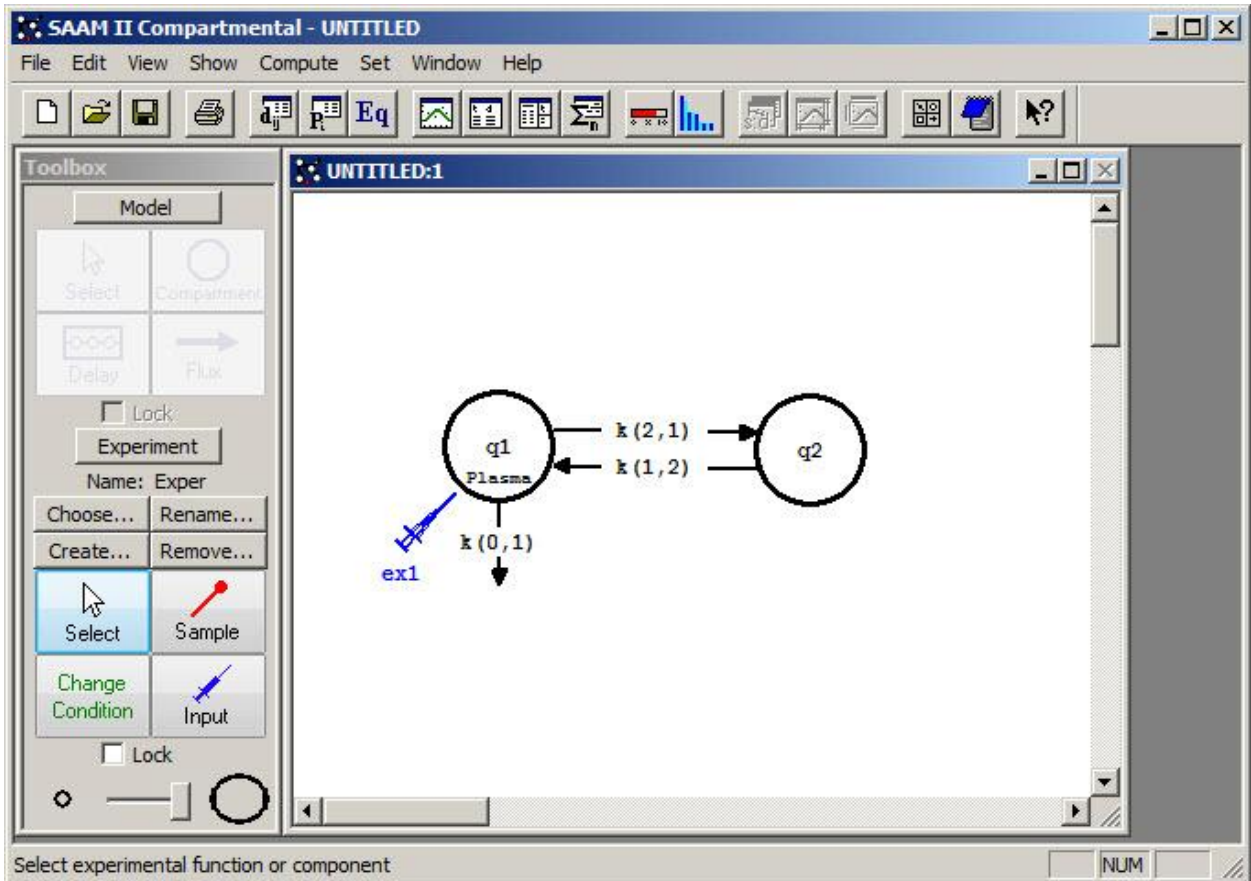 SAAM II Compartmental - UNTITLED
File Edit View Show Compute Set Window Help
Eq
Toolbox
UNTITLED:1
Model
Select Compartment
Delay Flux
Lock
Experiment
Name: Exper
Choose... Rename...
Create... Remove...
Select Sample
Change Condition Input
Lock
q1
Plasma
k(2,1)
k(1,2)
q2
k(0,1)
ex1
Select experimental function or component
NUM